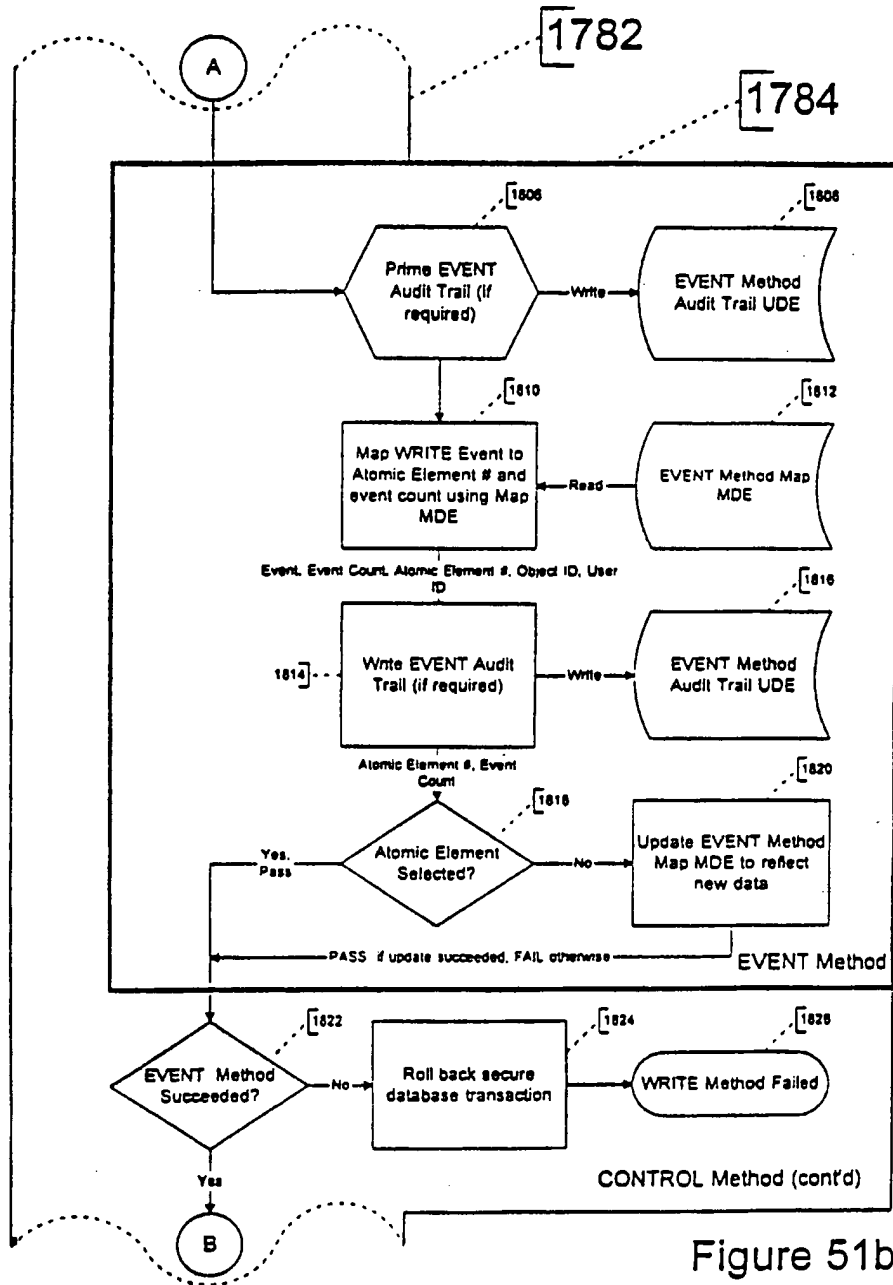 1782
A
1784
1806
1808
Prime EVENT
Audit Trail (if
required)
Write
EVENT Method
Audit Trail UDE
1810
1812
Map WRITE Event to
Atomic Element # and
event count using Map
MDE
Read
EVENT Method Map
MDE
Event, Event Count, Atomic Element #, Object ID, User
ID
1816
1814
Write EVENT Audit
Trail (if required)
Write
EVENT Method
Audit Trail UDE
Atomic Element #, Event
Count
1818
1820
Yes,
Pass
Atomic Element
Selected?
No
Update EVENT Method
Map MDE to reflect
new data
PASS if update succeeded, FAIL otherwise
EVENT Method
1822
1824
1826
EVENT Method
Succeeded?
No
Roll back secure
database transaction
WRITE Method Failed
Yes
CONTROL Method (cont'd)
B
Figure 51b